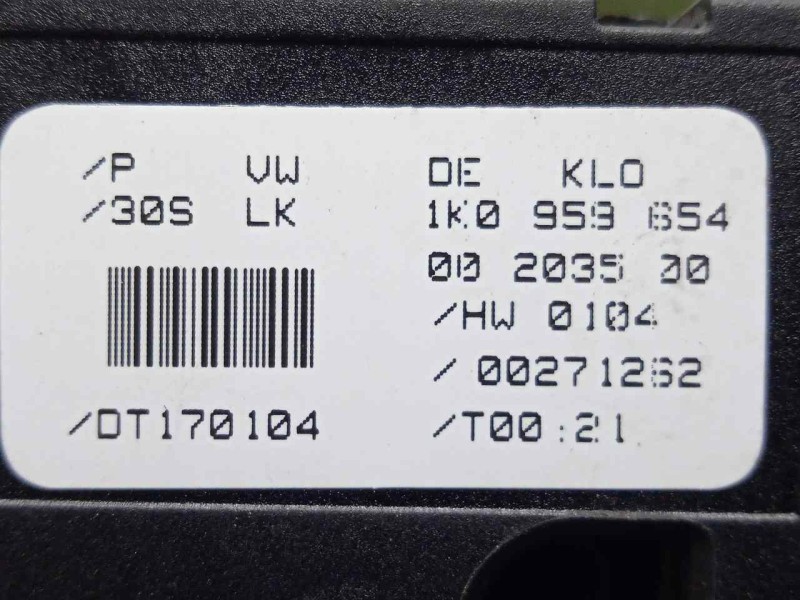 /P VW DE KLO
/30S LK 1K0 959 654
00 2035 00
/HW 0104
/00271262
/DT170104 /T00:21